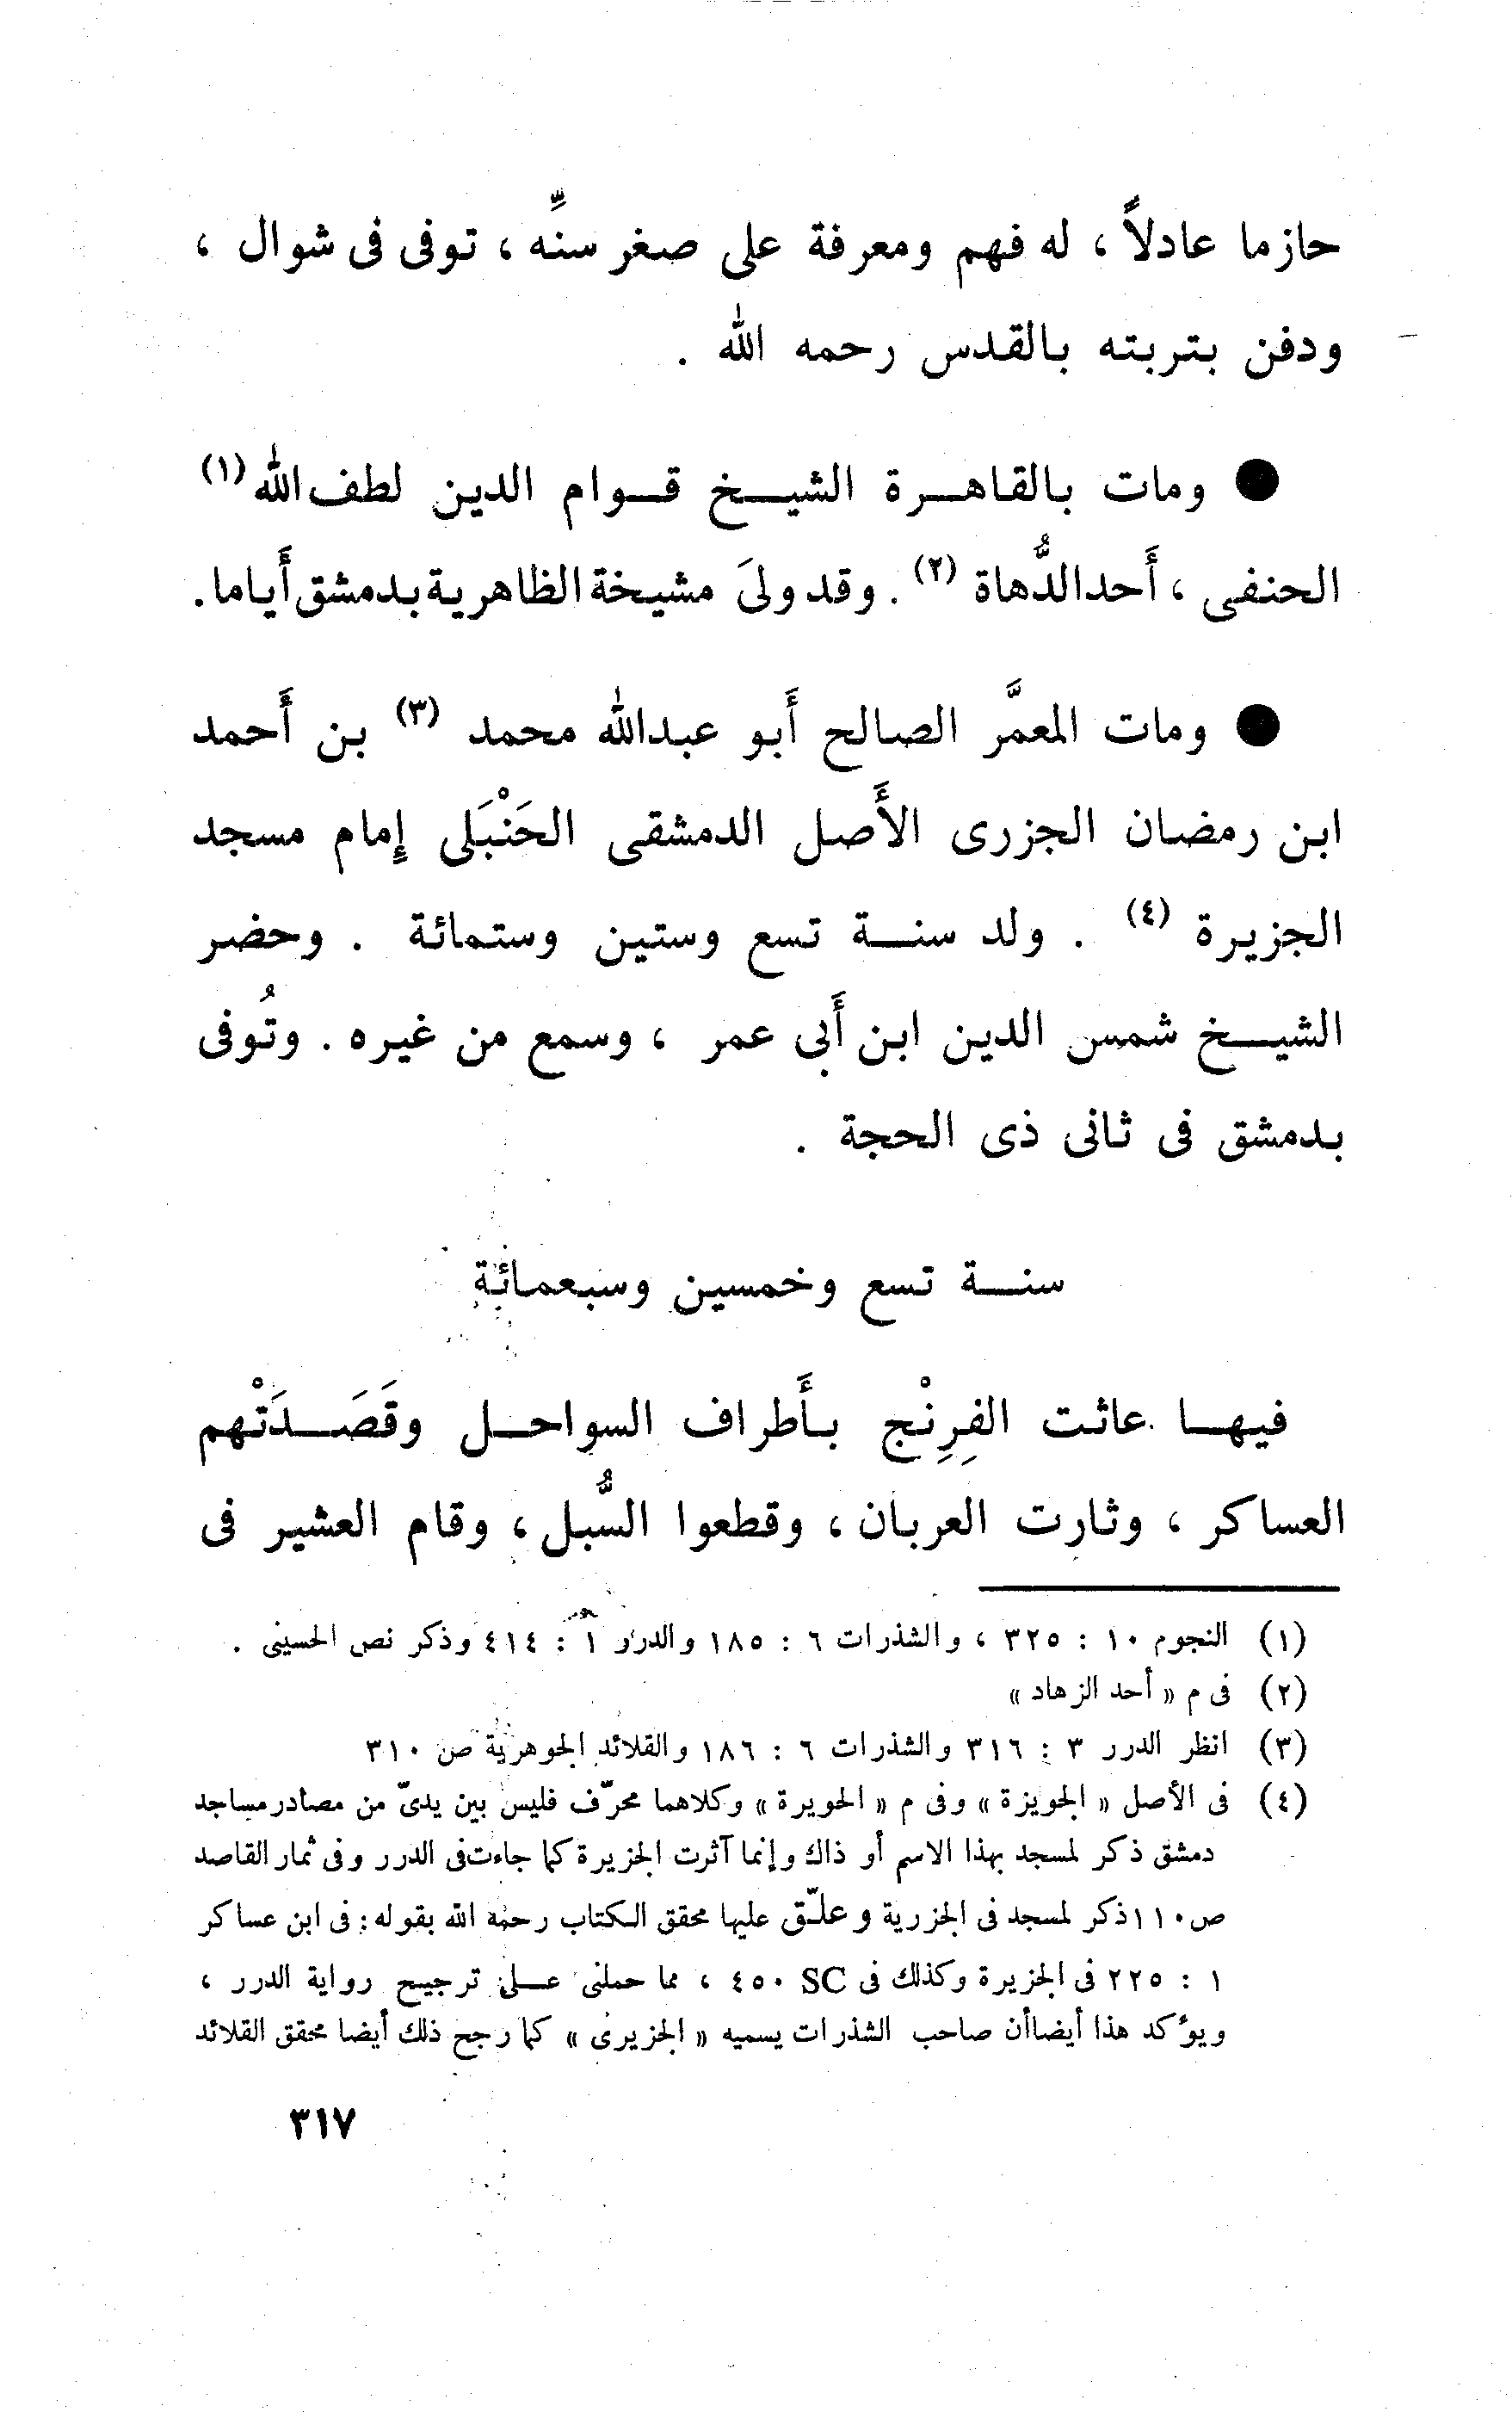 حازما عادلاً ، له فهم ومعرفة على صغر سنِّه ، توفى فى شوال ،
ودفن بتربته بالقدس رحمه الله .
● ومات بالقاهرة الشيخ قوام الدين لطف الله (١)
الحنفى ، أَحد الدُّهاة (٢) . وقد ولىَ مشيخة الظاهرية بدمشق أَياما .
● ومات المعمَّر الصالح أَبو عبد الله محمد (٣) بن أَحمد
ابن رمضان الجزرى الأَصل الدمشقى الحَنْبَلى إِمام مسجد
الجزيرة (٤) . ولد سنة تسع وستين وستمائة . وحضر
الشيخ شمس الدين ابن أَبى عمر ، وسمع من غيره . وتُوفى
بدمشق فى ثانى ذى الحجة .
سنة تسع وخمسين وسبعمائة
فيها عاثت الفِرِنْج بأَطراف السواحل وقَصَدَتْهم
العساكر ، وثارت العربان ، وقطعوا السُّبل ، وقام العشير فى
(١) النجوم ١٠ : ٣٢٥ ، والشذرات ٦ : ١٨٥ والدرر ١ : ٤١٤ وذكر نص الحسينى .
(٢) فى م « أحد الزهاد »
(٣) انظر الدرر ٣ : ٣١٦ والشذرات ٦ : ١٨٦ والقلائد الجوهرية ص ٣١٠
(٤) فى الأصل « الجويزة » وفى م « الحويرة » وكلاهما محرّف فليس بين يدىّ من مصادر مساجد
دمشق ذكر لمسجد بهذا الاسم أو ذاك وإنما آثرت الجزيرة كما جاءت فى الدرر وفى ثمار القاصد
ص ١١٠ ذكر لمسجد فى الجزرية وعلّق عليها محقق الكتاب رحمه الله بقوله : فى ابن عساكر
١ : ٢٢٥ فى الجزيرة وكذلك فى SC ٤٥٠ ، مما حملنى على ترجيح رواية الدرر ،
ويؤكد هذا أيضا أن صاحب الشذرات يسميه « الجزيرى » كما رجح ذلك أيضا محقق القلائد
٣١٧